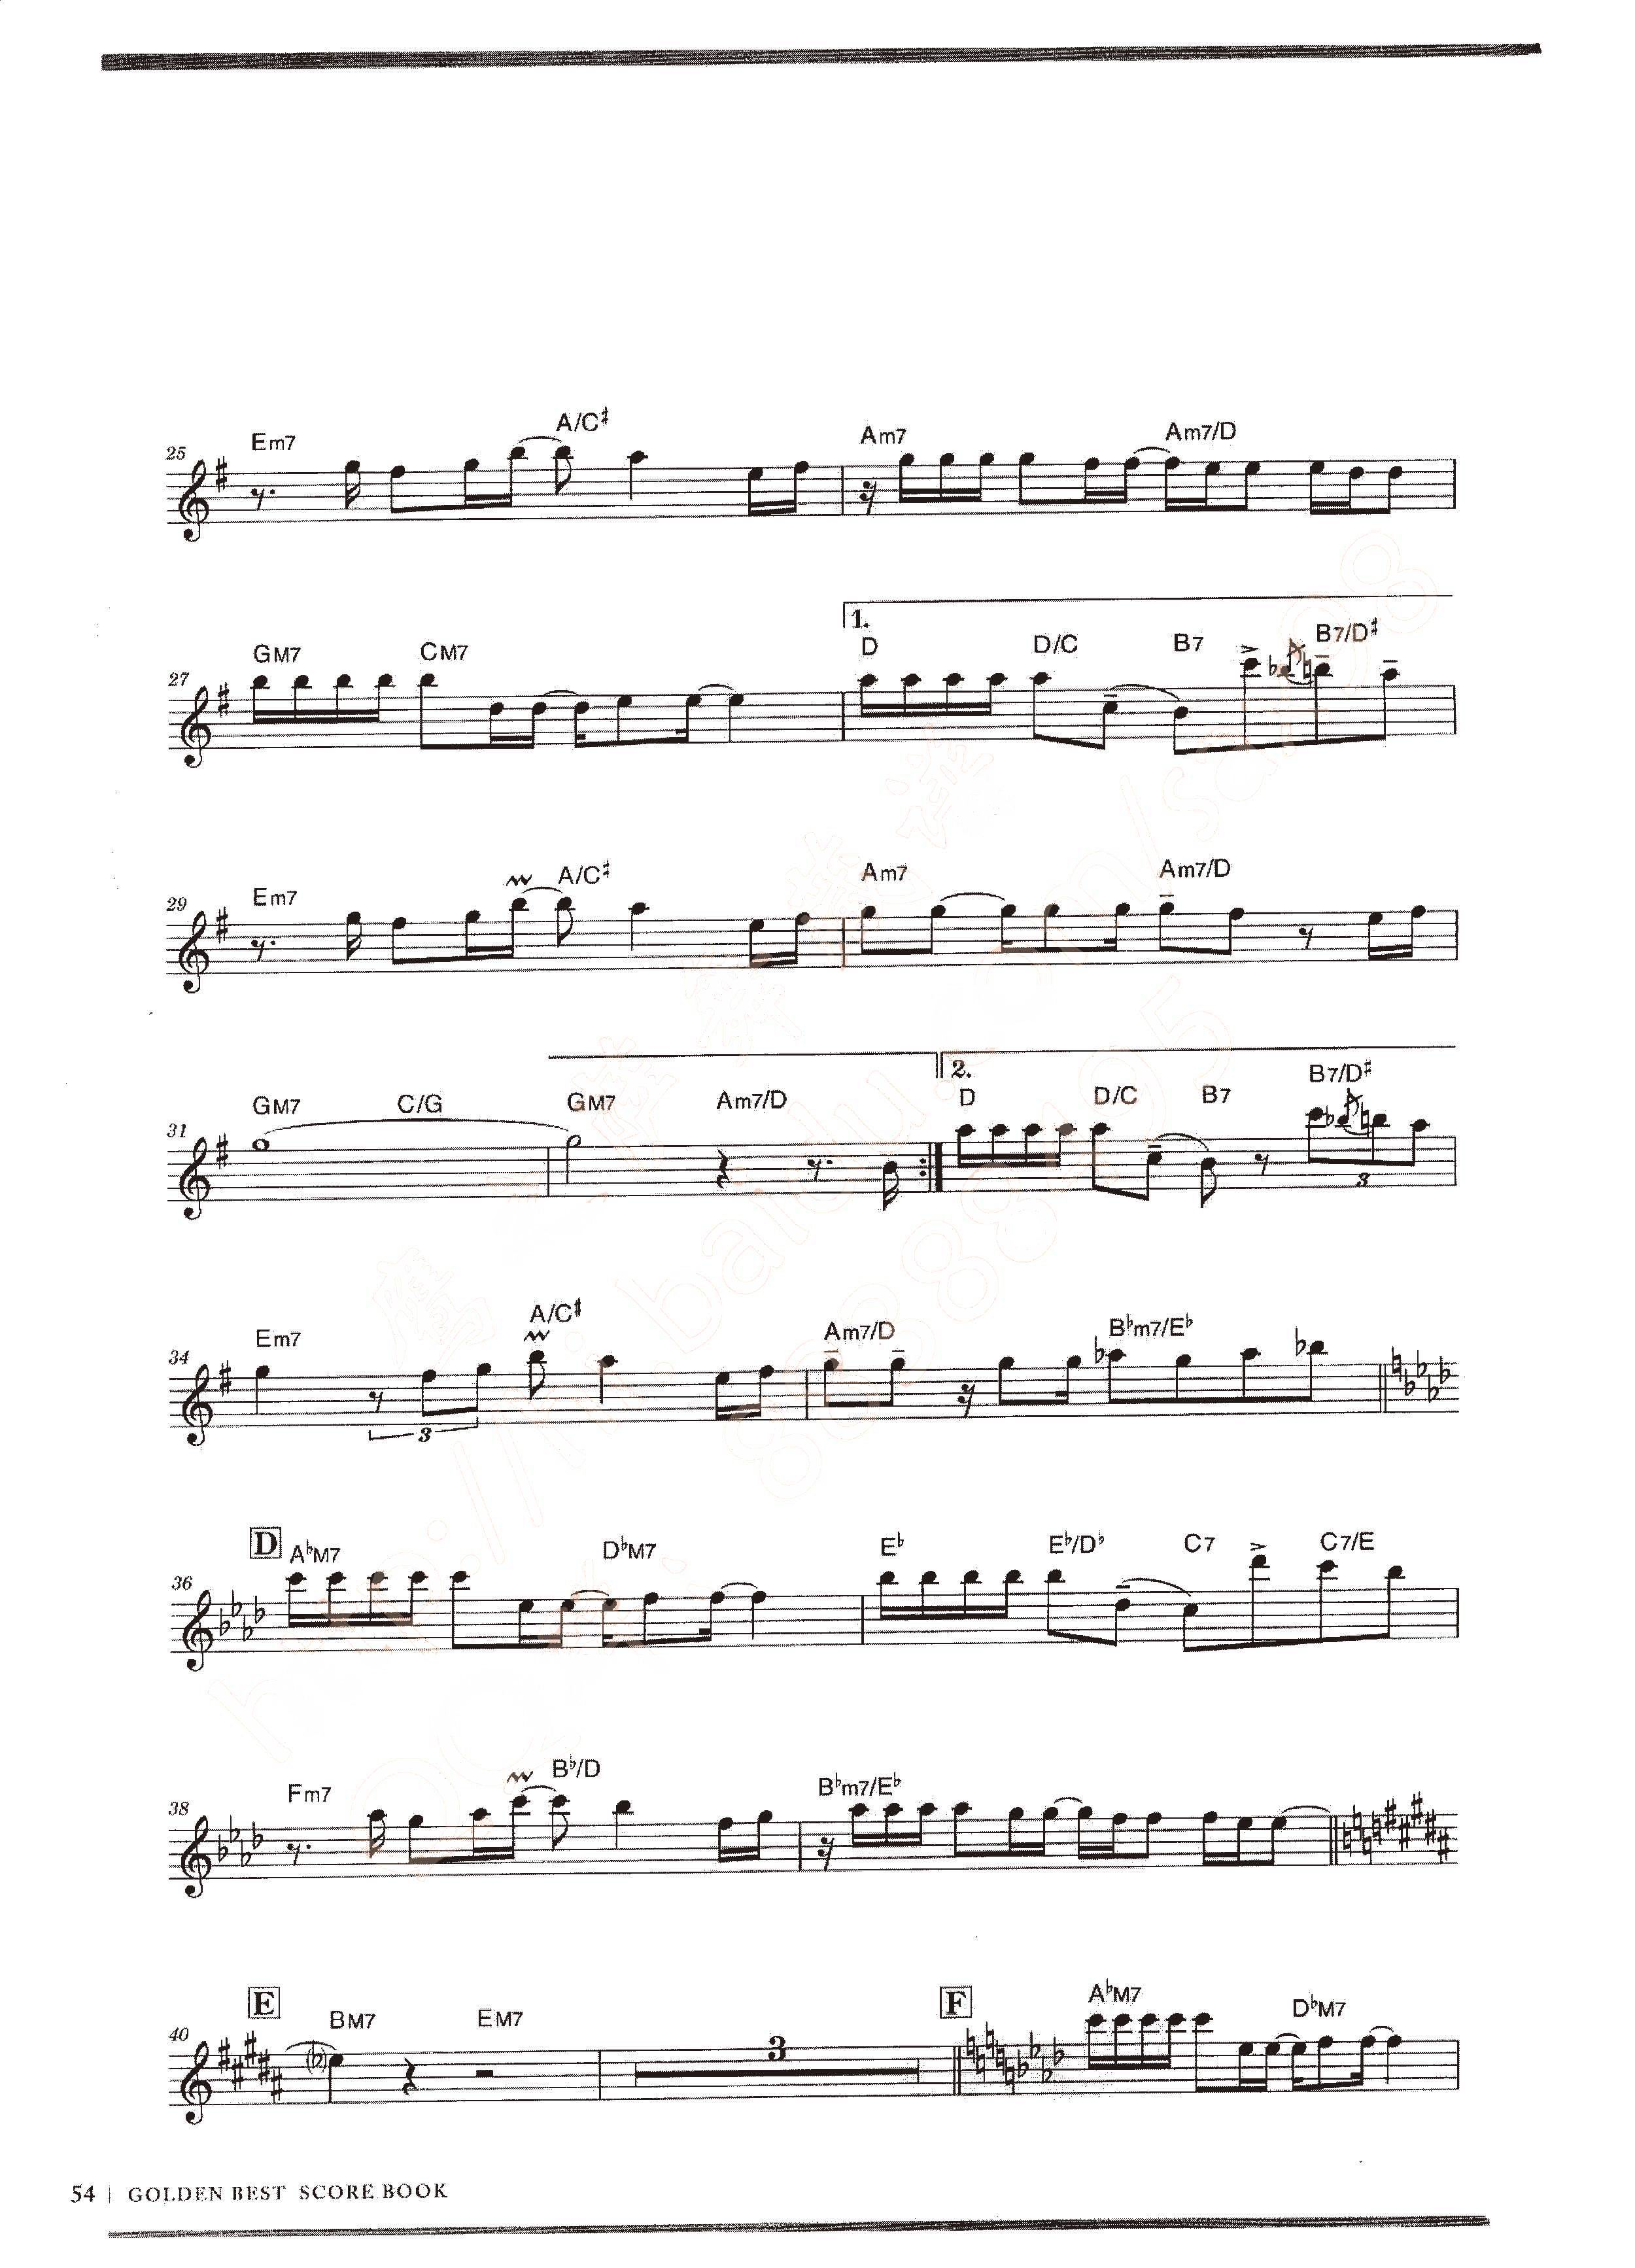 25 Em7 A/C♯ Am7 Am7/D
1.
27 GM7 CM7 D D/C B7 B7/D♯
29 Em7 A/C♯ Am7 Am7/D
2.
31 GM7 C/G GM7 Am7/D D D/C B7 B7/D♯
3
34 Em7 A/C♯ Am7/D B♭m7/E♭
3
D
36 A♭M7 D♭M7 E♭ E♭/D♭ C7 C7/E
38 Fm7 B♭/D B♭m7/E♭
E F
40 BM7 EM7 3 A♭M7 D♭M7
54 | GOLDEN BEST SCORE BOOK